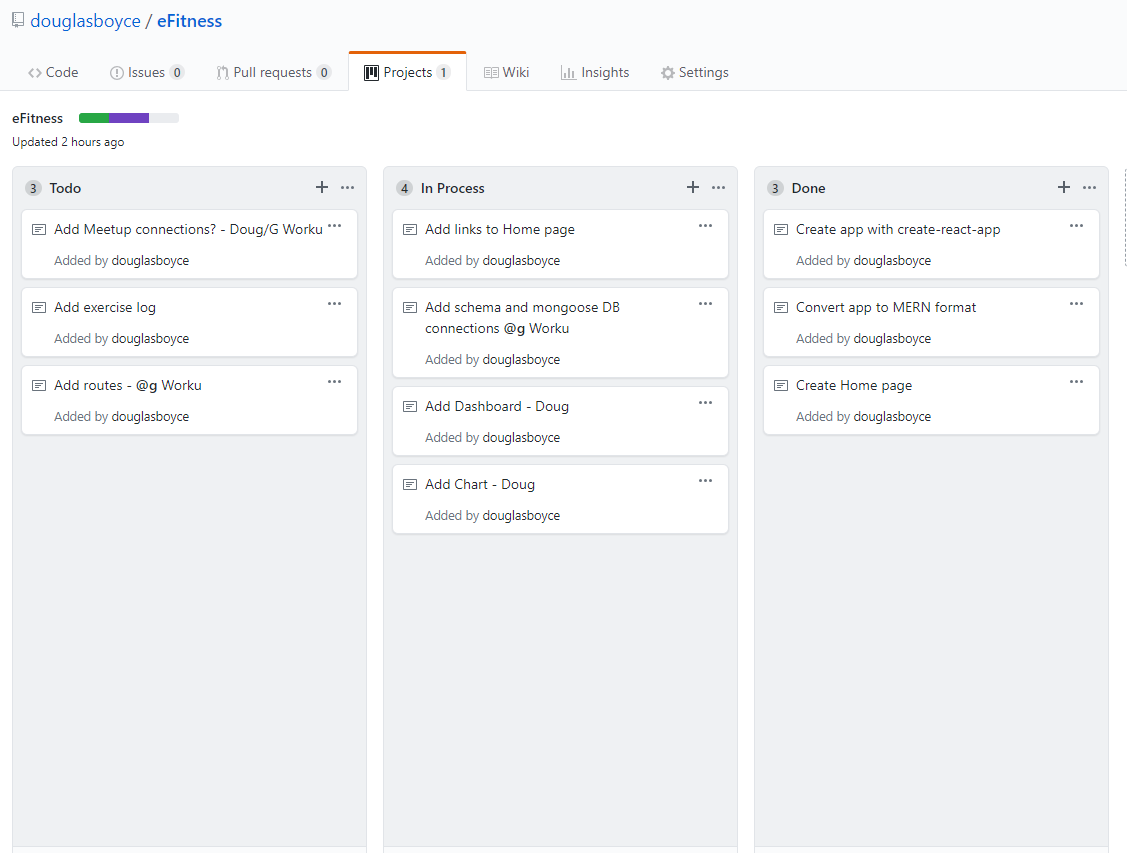 douglasboyce / eFitness
Code Issues 0 Pull requests 0 Projects 1 Wiki Insights Settings
eFitness
Updated 2 hours ago
3 Todo
Add Meetup connections? - Doug/G Worku
Added by douglasboyce
Add exercise log
Added by douglasboyce
Add routes - @g Worku
Added by douglasboyce
4 In Process
Add links to Home page
Added by douglasboyce
Add schema and mongoose DB
connections @g Worku
Added by douglasboyce
Add Dashboard - Doug
Added by douglasboyce
Add Chart - Doug
Added by douglasboyce
3 Done
Create app with create-react-app
Added by douglasboyce
Convert app to MERN format
Added by douglasboyce
Create Home page
Added by douglasboyce